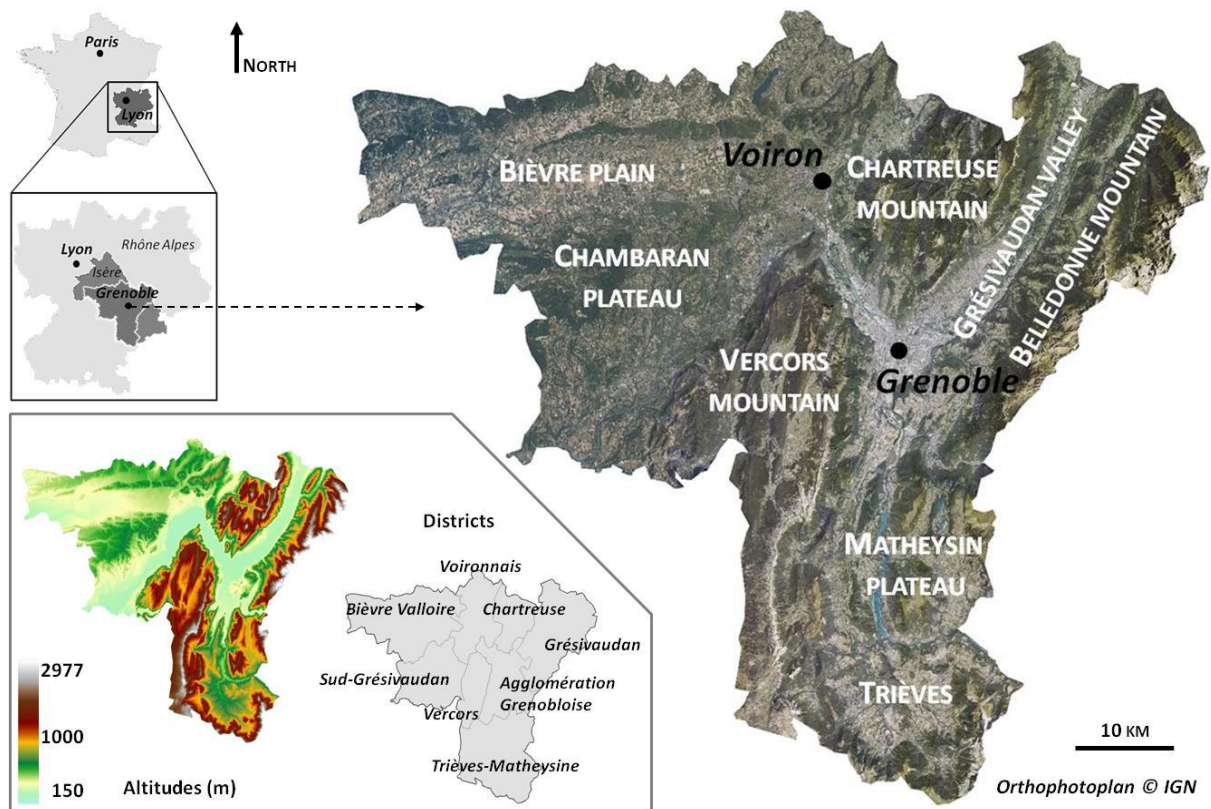 Paris
NORTH
Lyon
Lyon
Rhône Alpes
Isère
Grenoble
Voiron
BIÈVRE PLAIN
CHARTREUSE
MOUNTAIN
GRÉSIVAUDAN VALLEY
BELLEDONNE MOUNTAIN
CHAMBARAN
PLATEAU
VERCORS
MOUNTAIN
Grenoble
MATHEYSIN
PLATEAU
TRIÈVES
10 KM
Orthophotoplan © IGN
Districts
Voironnais
Bièvre Valloire
Chartreuse
Grésivaudan
Sud-Grésivaudan
Agglomération
Grenobloise
Vercors
Trièves-Matheysine
2977
1000
150
Altitudes (m)